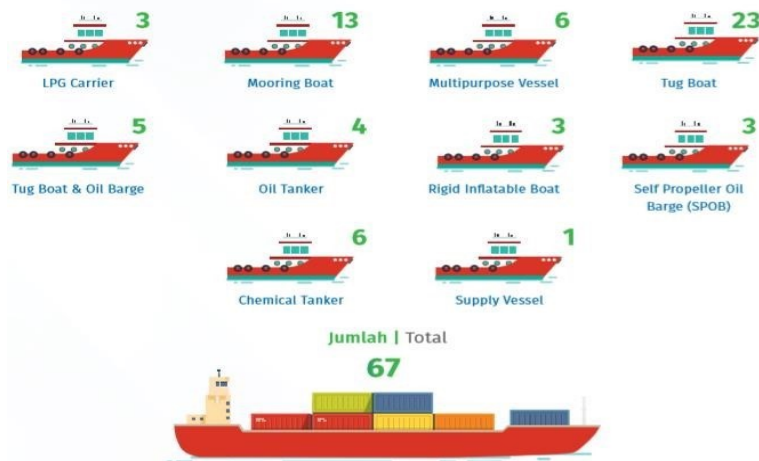 3
13
6
23
LPG Carrier
Mooring Boat
Multipurpose Vessel
Tug Boat
5
4
3
3
Tug Boat & Oil Barge
Oil Tanker
Rigid Inflatable Boat
Self Propeller Oil
Barge (SPOB)
6
1
Chemical Tanker
Supply Vessel
Jumlah | Total
67